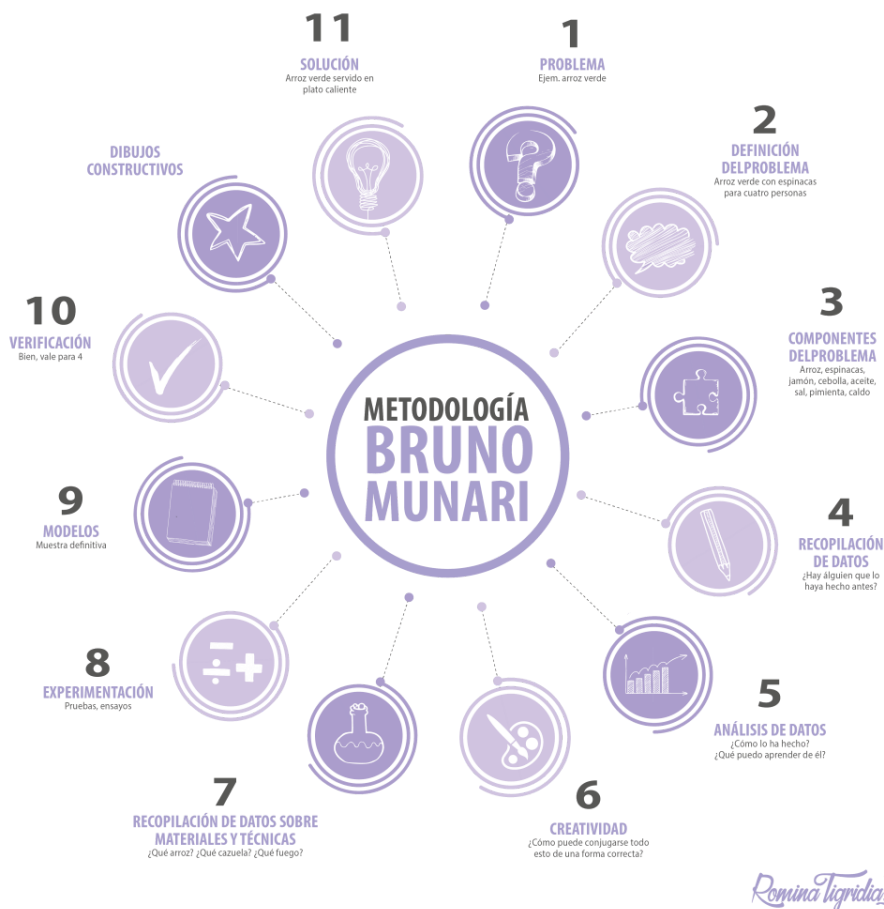 METODOLOGÍA
BRUNO
MUNARI
1
PROBLEMA
Ejem. arroz verde
2
DEFINICIÓN
DELPROBLEMA
Arroz verde con espinacas
para cuatro personas
3
COMPONENTES
DELPROBLEMA
Arroz, espinacas,
jamón, cebolla, aceite,
sal, pimienta, caldo
4
RECOPILACIÓN
DE DATOS
¿Hay álguien que lo
haya hecho antes?
5
ANÁLISIS DE DATOS
¿Cómo lo ha hecho?
¿Qué puedo aprender de él?
6
CREATIVIDAD
¿Cómo puede conjugarse todo
esto de una forma correcta?
7
RECOPILACIÓN DE DATOS SOBRE
MATERIALES Y TÉCNICAS
¿Qué arroz? ¿Qué cazuela? ¿Qué fuego?
8
EXPERIMENTACIÓN
Pruebas, ensayos
9
MODELOS
Muestra definitiva
10
VERIFICACIÓN
Bien, vale para 4
DIBUJOS
CONSTRUCTIVOS
11
SOLUCIÓN
Arroz verde servido en
plato caliente
Romina Tigridia